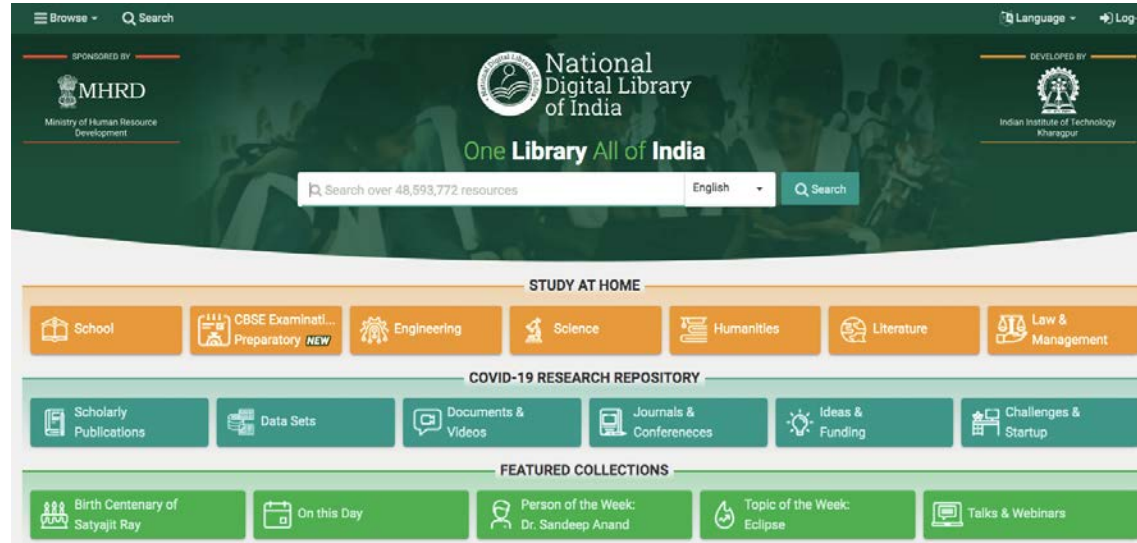 Browse
Search
Language
Log-
SPONSORED BY
MHRD
Ministry of Human Resource
Development
National
Digital Library
of India
DEVELOPED BY
Indian Institute of Technology
Kharagpur
One Library All of India
Search over 48,593,772 resources
English
Search
STUDY AT HOME
School
CBSE Examinati...
Preparatory NEW
Engineering
Science
Humanities
Literature
Law &
Management
COVID-19 RESEARCH REPOSITORY
Scholarly
Publications
Data Sets
Documents &
Videos
Journals &
Confereneces
Ideas &
Funding
Challenges &
Startup
FEATURED COLLECTIONS
Birth Centenary of
Satyajit Ray
On this Day
Person of the Week:
Dr. Sandeep Anand
Topic of the Week:
Eclipse
Talks & Webinars